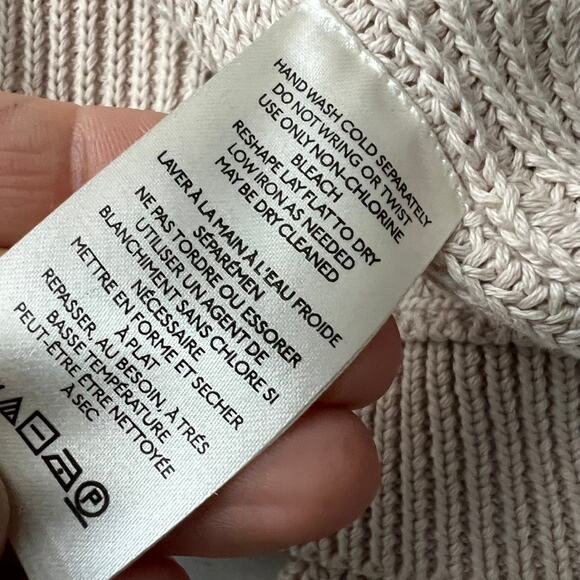 HAND WASH COLD SEPARATELY
DO NOT WRING OR TWIST
USE ONLY NON-CHLORINE
BLEACH
RESHAPE LAY FLAT TO DRY
LOW IRON AS NEEDED
MAY BE DRY CLEANED
LAVER À LA MAIN À L'EAU FROIDE
SÉPARÉMEN
NE PAS TORDRE OU ESSORER
UTILISER UN AGENT DE
BLANCHIMENT SANS CHLORE SI
NÉCESSAIRE
METTRE EN FORME ET SECHER
À PLAT
REPASSER, AU BESOIN, À TRÉS
BASSE TEMPÉRATURE
PEUT-ETRE ÉTRE NETTOYÉE
À SEC
P